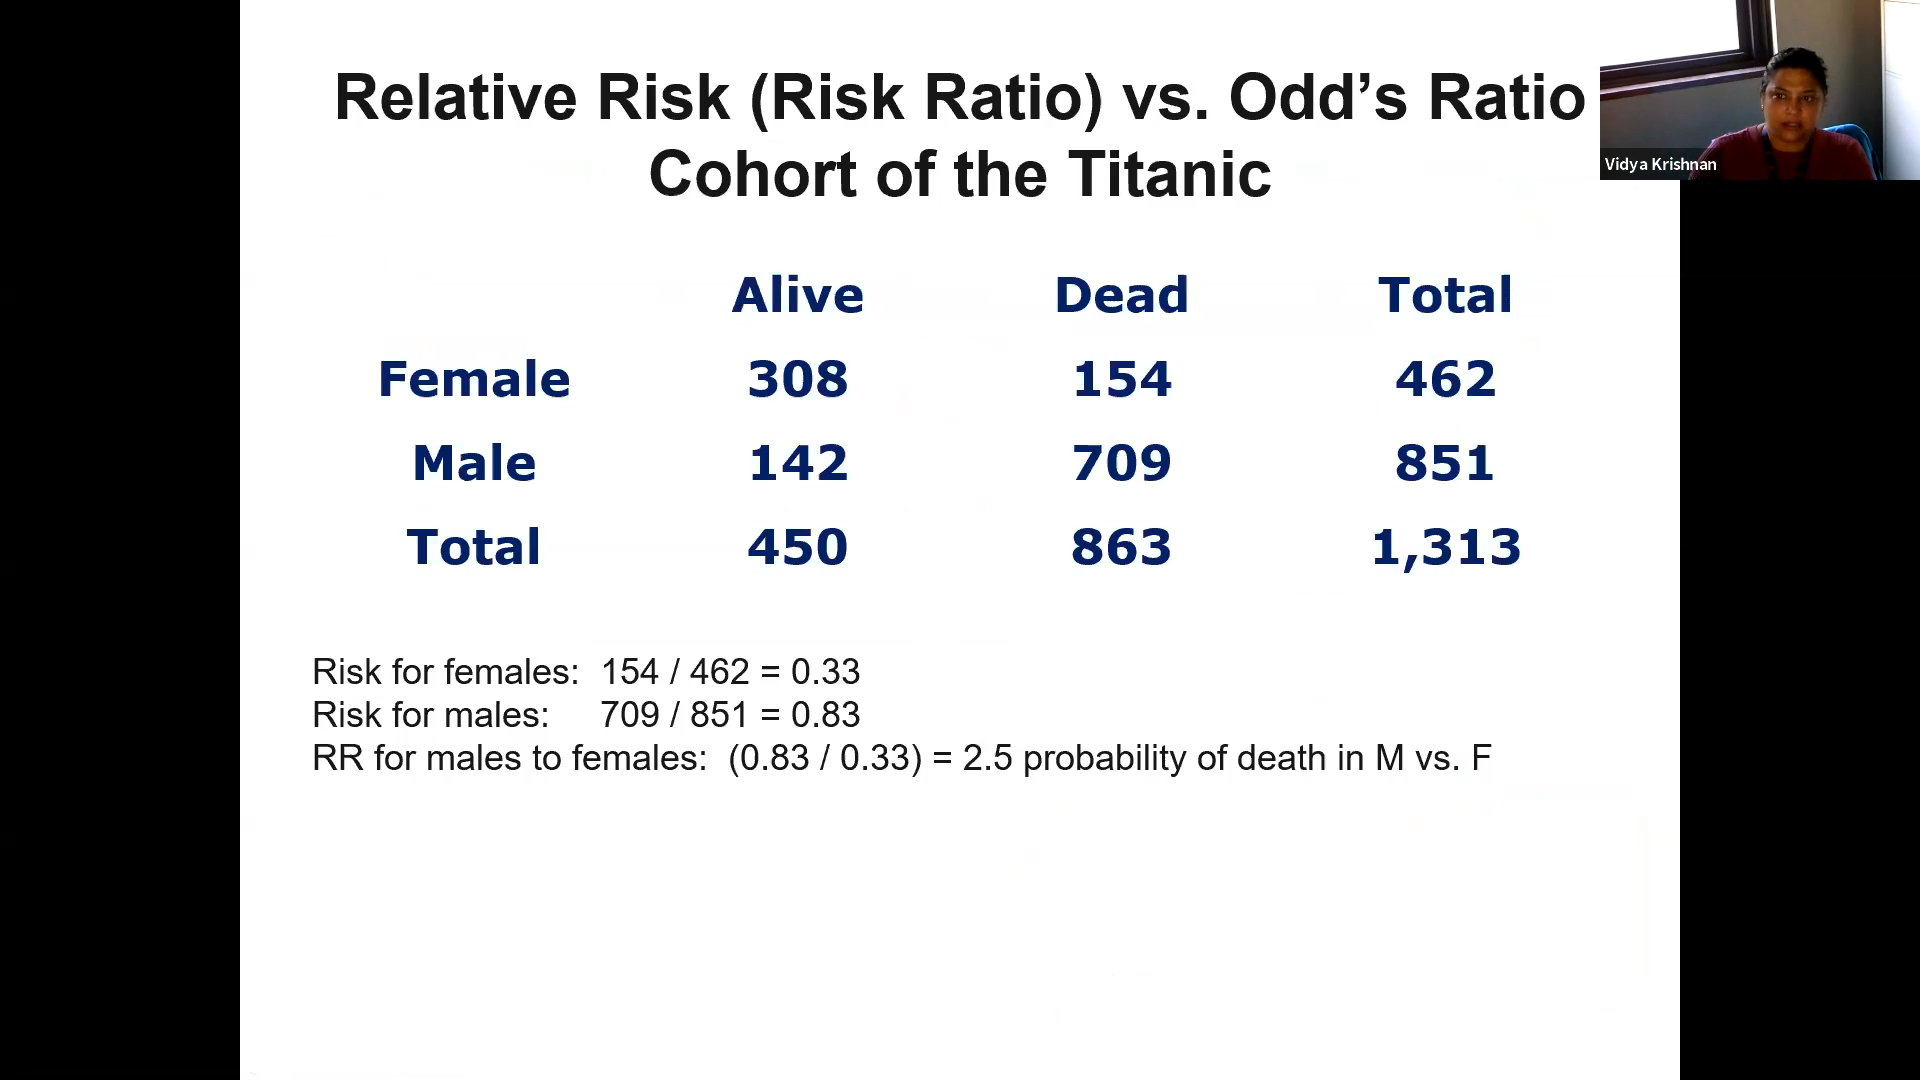 Relative Risk (Risk Ratio) vs. Odd’s Ratio
Cohort of the Titanic
Vidya Krishnan
Alive Dead Total
Female 308 154 462
Male 142 709 851
Total 450 863 1,313
Risk for females: 154 / 462 = 0.33
Risk for males: 709 / 851 = 0.83
RR for males to females: (0.83 / 0.33) = 2.5 probability of death in M vs. F